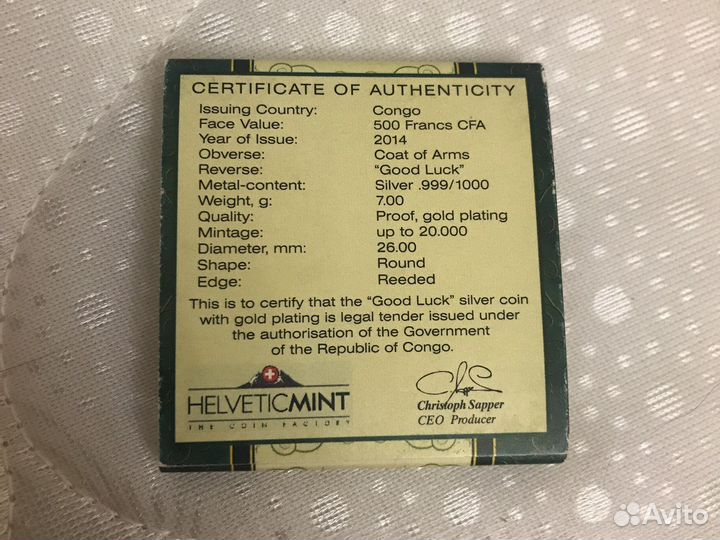 CERTIFICATE OF AUTHENTICITY
Issuing Country: Congo
Face Value: 500 Francs CFA
Year of Issue: 2014
Obverse: Coat of Arms
Reverse: “Good Luck”
Metal-content: Silver .999/1000
Weight, g: 7.00
Quality: Proof, gold plating
Mintage: up to 20.000
Diameter, mm: 26.00
Shape: Round
Edge: Reeded
This is to certify that the “Good Luck” silver coin
with gold plating is legal tender issued under
the authorisation of the Government
of the Republic of Congo.
HELVETICMINT
THE COIN FACTORY
Christoph Sapper
CEO Producer
Avito